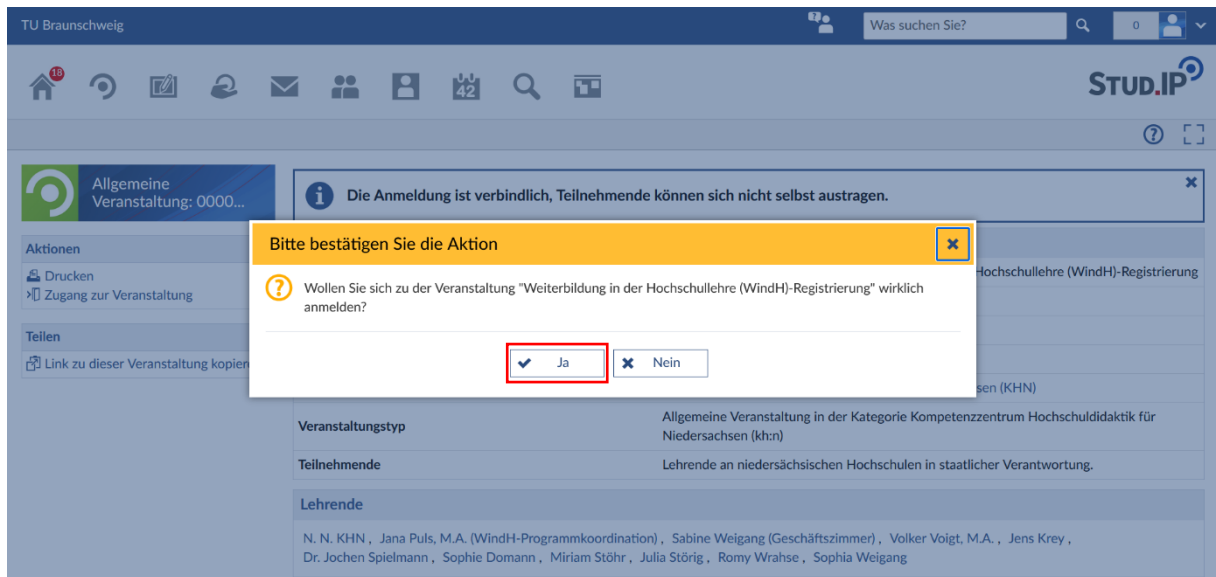 TU Braunschweig
Was suchen Sie?
0
18
42
STUD.IP
Allgemeine
Veranstaltung: 0000...
Die Anmeldung ist verbindlich, Teilnehmende können sich nicht selbst austragen.
Aktionen
Drucken
Zugang zur Veranstaltung
Teilen
Link zu dieser Veranstaltung kopieren
Bitte bestätigen Sie die Aktion
Wollen Sie sich zu der Veranstaltung "Weiterbildung in der Hochschullehre (WindH)-Registrierung" wirklich
anmelden?
Ja
Nein
Hochschullehre (WindH)-Registrierung
sen (KHN)
Veranstaltungstyp
Allgemeine Veranstaltung in der Kategorie Kompetenzzentrum Hochschuldidaktik für
Niedersachsen (kh:n)
Teilnehmende
Lehrende an niedersächsischen Hochschulen in staatlicher Verantwortung.
Lehrende
N. N. KHN , Jana Puls, M.A. (WindH-Programmkoordination) , Sabine Weigang (Geschäftszimmer) , Volker Voigt, M.A. , Jens Krey ,
Dr. Jochen Spielmann , Sophie Domann , Miriam Stöhr , Julia Störig , Romy Wrahse , Sophia Weigang